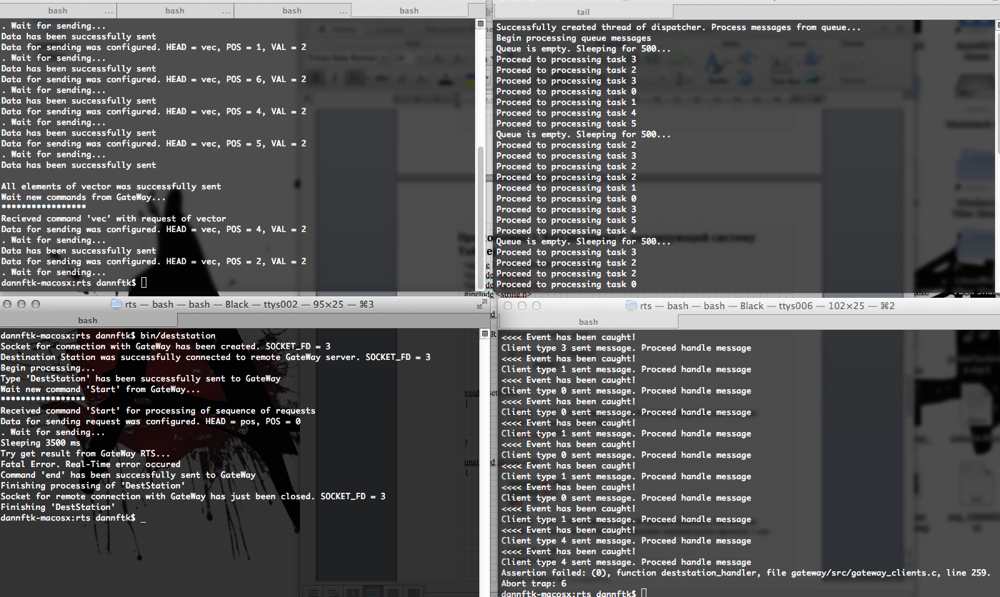 bash ... bash ... bash ... bash
. Wait for sending...
Data has been successfully sent
Data for sending was configured. HEAD = vec, POS = 1, VAL = 2
. Wait for sending...
Data has been successfully sent
Data for sending was configured. HEAD = vec, POS = 6, VAL = 2
. Wait for sending...
Data has been successfully sent
Data for sending was configured. HEAD = vec, POS = 4, VAL = 2
. Wait for sending...
Data has been successfully sent
Data for sending was configured. HEAD = vec, POS = 5, VAL = 2
. Wait for sending...
Data has been successfully sent
All elements of vector was successfully sent
Wait new commands from GateWay...
*****************
Recieved command 'vec' with request of vector
Data for sending was configured. HEAD = vec, POS = 4, VAL = 2
. Wait for sending...
Data has been successfully sent
Data for sending was configured. HEAD = vec, POS = 2, VAL = 2
. Wait for sending...
dannftk-macosx:rts dannftk$
tail
Successfully created thread of dispatcher. Process messages from queue...
Begin processing queue messages
Queue is empty. Sleeping for 500...
Proceed to processing task 3
Proceed to processing task 2
Proceed to processing task 3
Proceed to processing task 0
Proceed to processing task 1
Proceed to processing task 4
Proceed to processing task 5
Queue is empty. Sleeping for 500...
Proceed to processing task 2
Proceed to processing task 3
Proceed to processing task 2
Proceed to processing task 2
Proceed to processing task 1
Proceed to processing task 0
Proceed to processing task 3
Proceed to processing task 5
Proceed to processing task 4
Queue is empty. Sleeping for 500...
Proceed to processing task 3
Proceed to processing task 2
Proceed to processing task 2
Proceed to processing task 0
#include <string.h>
rts — bash — bash — Black — ttys002 — 95×25 — ⌘3
bash
dannftk-macosx:rts dannftk$ bin/deststation
Socket for connection with GateWay has been created. SOCKET_FD = 3
Destination Station was successfully connected to remote GateWay server. SOCKET_FD = 3
Begin processing...
Type 'DestStation' has been successfully sent to GateWay
Wait new command 'Start' from GateWay...
*****************
Received command 'Start' for processing of sequence of requests
Data for sending request was configured. HEAD = pos, POS = 0
. Wait for sending...
Sleeping 3500 ms
Try get result from GateWay RTS...
Fatal Error. Real-Time error occured
Command 'end' has been successfully sent to GateWay
Finishing processing of 'DestStation'
Socket for remote connection with GateWay has just been closed. SOCKET_FD = 3
Finishing 'DestStation'
dannftk-macosx:rts dannftk$ _
void
{
}
{
rts — bash — bash — Black — ttys006 — 102×25 — ⌘2
bash
<<<< Event has been caught!
Client type 3 sent message. Proceed handle message
<<<< Event has been caught!
Client type 1 sent message. Proceed handle message
<<<< Event has been caught!
Client type 0 sent message. Proceed handle message
<<<< Event has been caught!
Client type 0 sent message. Proceed handle message
<<<< Event has been caught!
Client type 1 sent message. Proceed handle message
<<<< Event has been caught!
Client type 0 sent message. Proceed handle message
<<<< Event has been caught!
Client type 1 sent message. Proceed handle message
<<<< Event has been caught!
Client type 0 sent message. Proceed handle message
<<<< Event has been caught!
Client type 1 sent message. Proceed handle message
<<<< Event has been caught!
Client type 4 sent message. Proceed handle message
<<<< Event has been caught!
Client type 4 sent message. Proceed handle message
Assertion failed: (0), function deststation_handler, file gateway/src/gateway_clients.c, line 259.
Abort trap: 6
dannftk-macosx:rts dannftk$